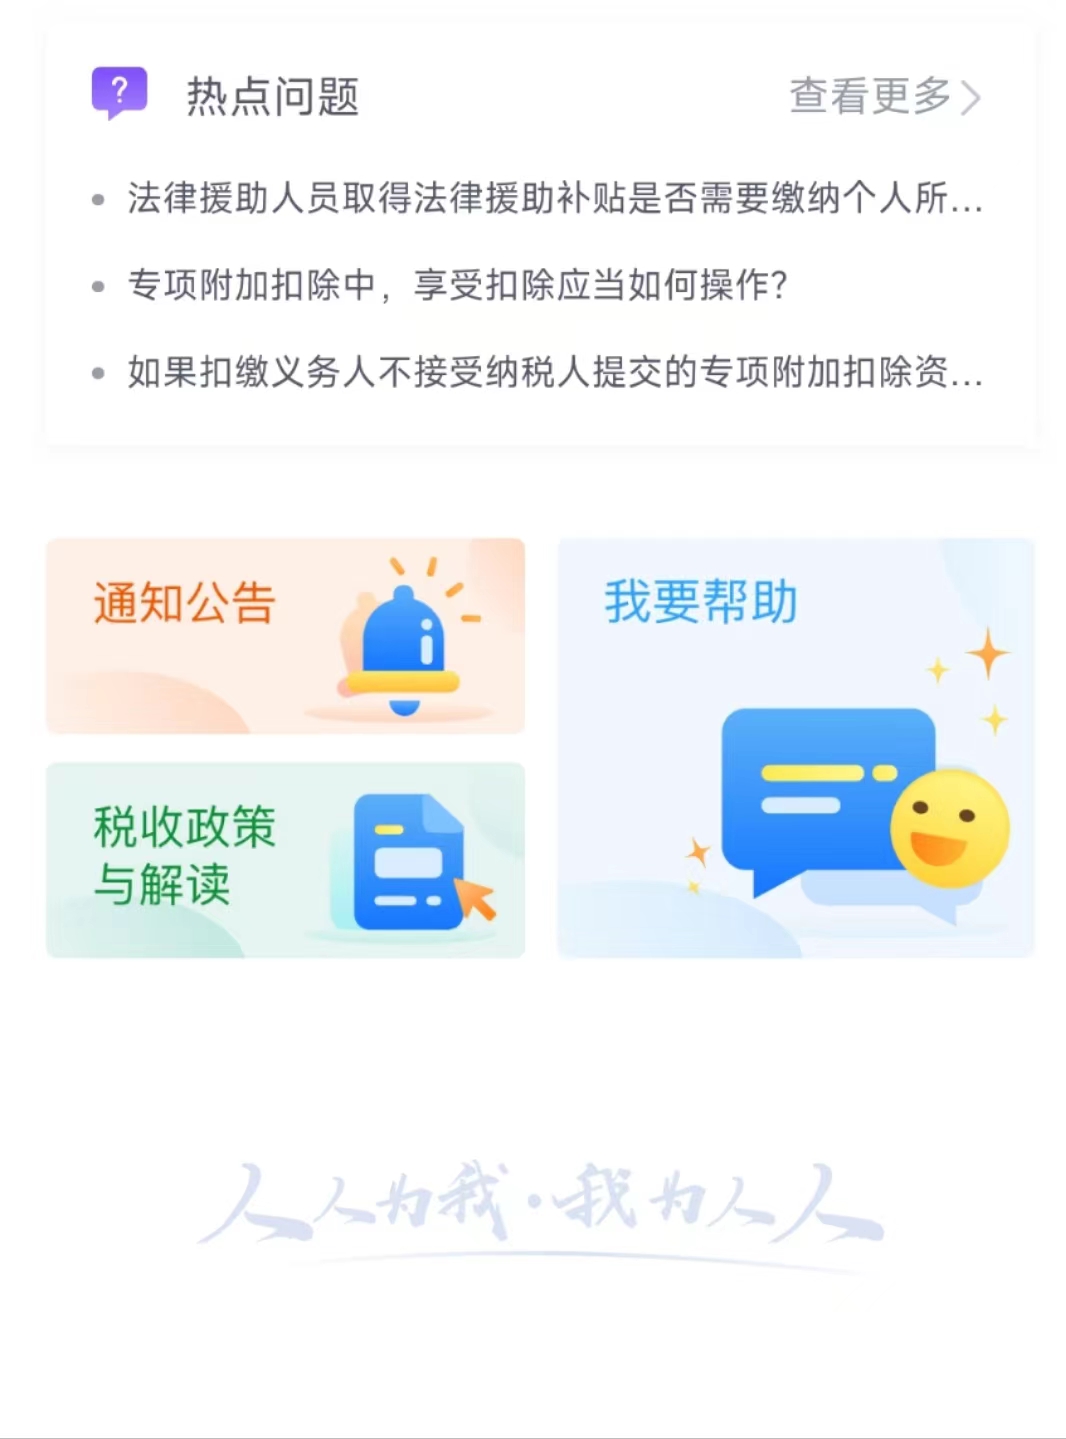 热点问题
查看更多
法律援助人员取得法律援助补贴是否需要缴纳个人所...
专项附加扣除中，享受扣除应当如何操作？
如果扣缴义务人不接受纳税人提交的专项附加扣除资...
通知公告
我要帮助
税收政策
与解读
人人为我·我为人人